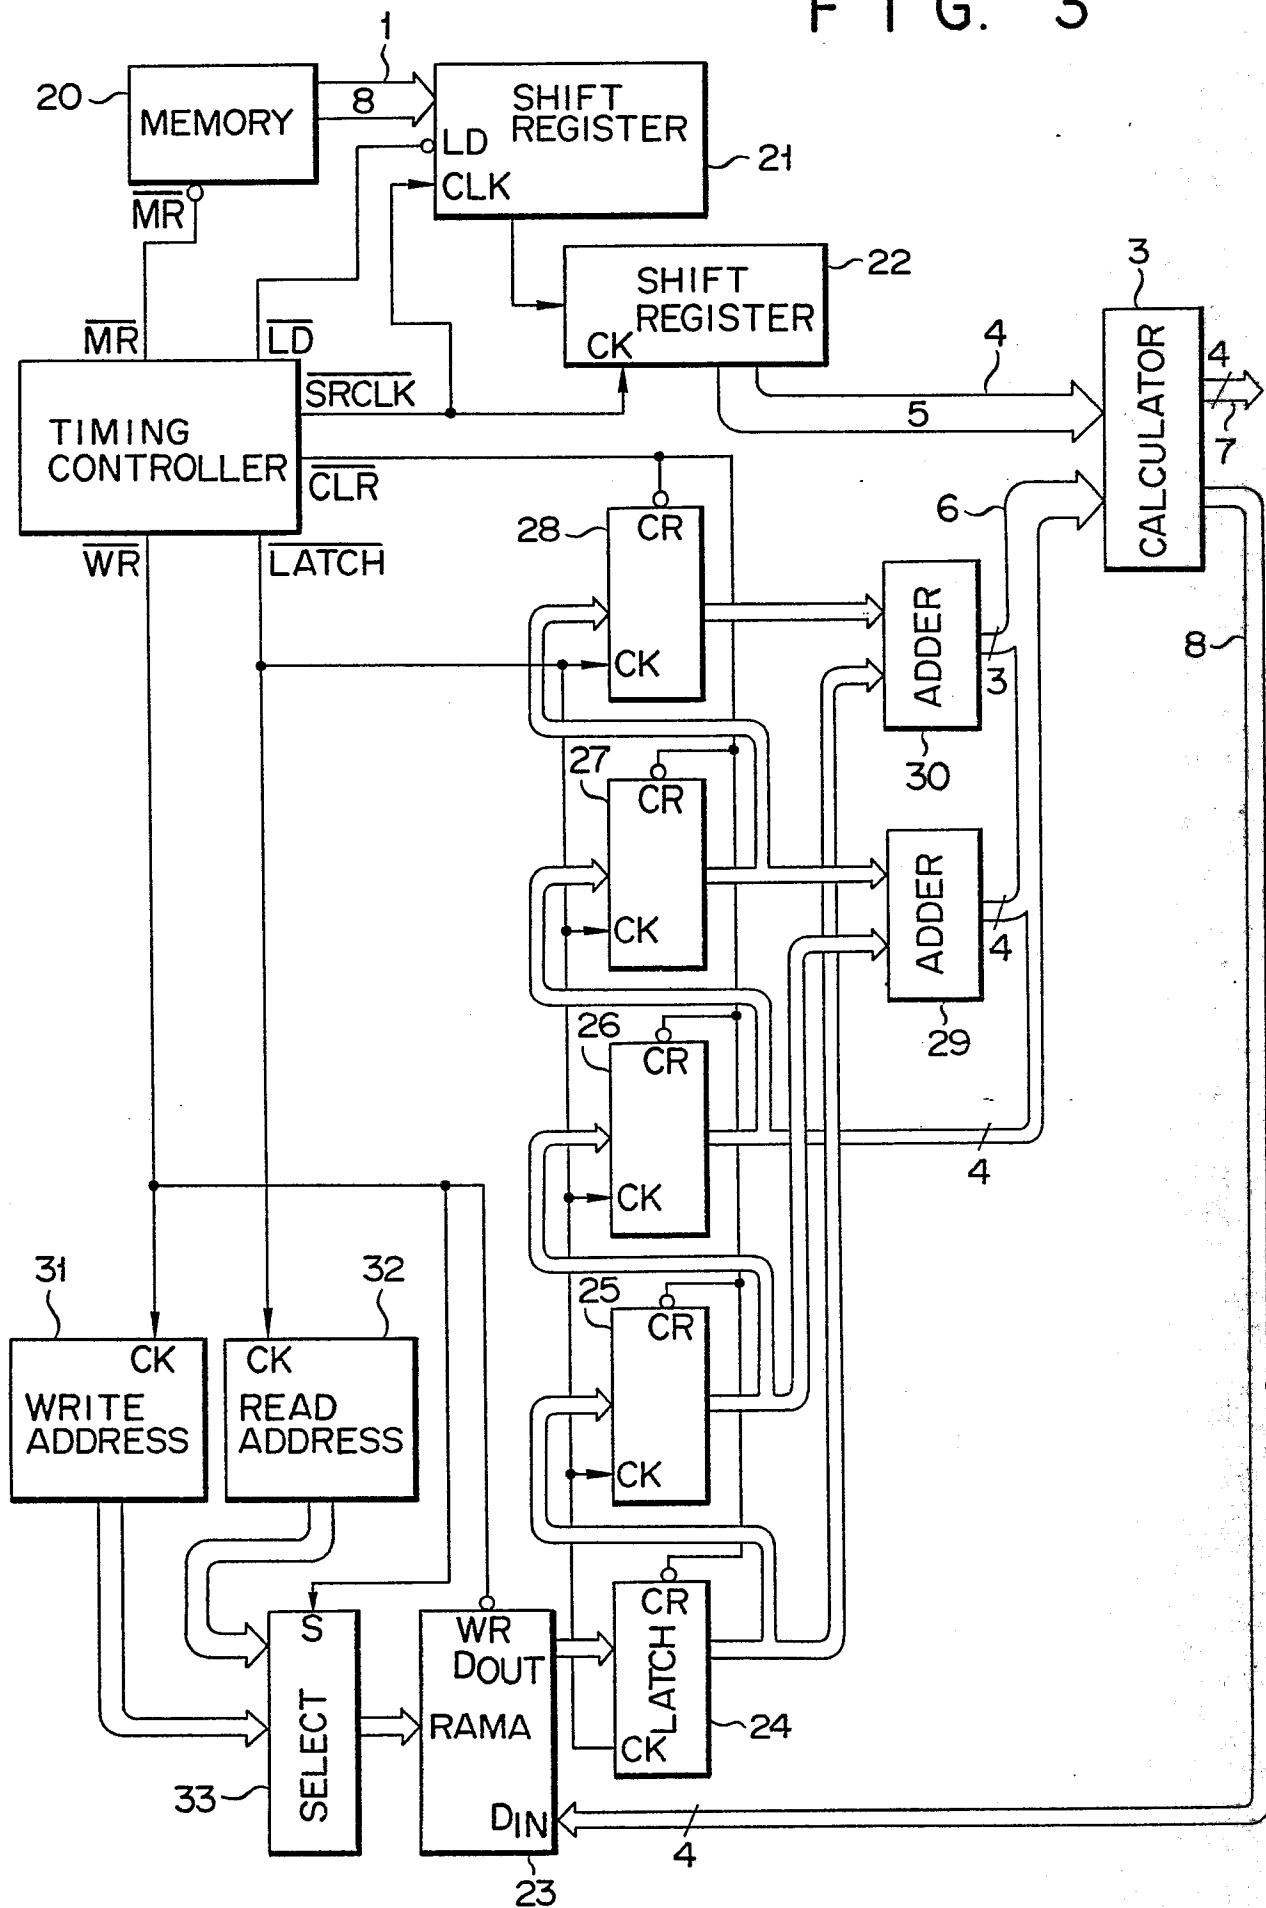 FIG. 3
1
20
MEMORY
8
SHIFT
REGISTER
LD
CLK
21
MR
22
SHIFT
REGISTER
CK
3
MR
LD
SRCLK
4
5
CALCULATOR
4
7
TIMING
CONTROLLER
CLR
WR
LATCH
28
CR
CK
6
ADDER
3
30
8
27
CR
CK
ADDER
4
29
26
CR
CK
4
31
32
25
CR
CK
CK
WRITE
ADDRESS
CK
READ
ADDRESS
S
SELECT
33
WR
DOUT
RAMA
DIN
23
CR
LATCH
CK
24
4